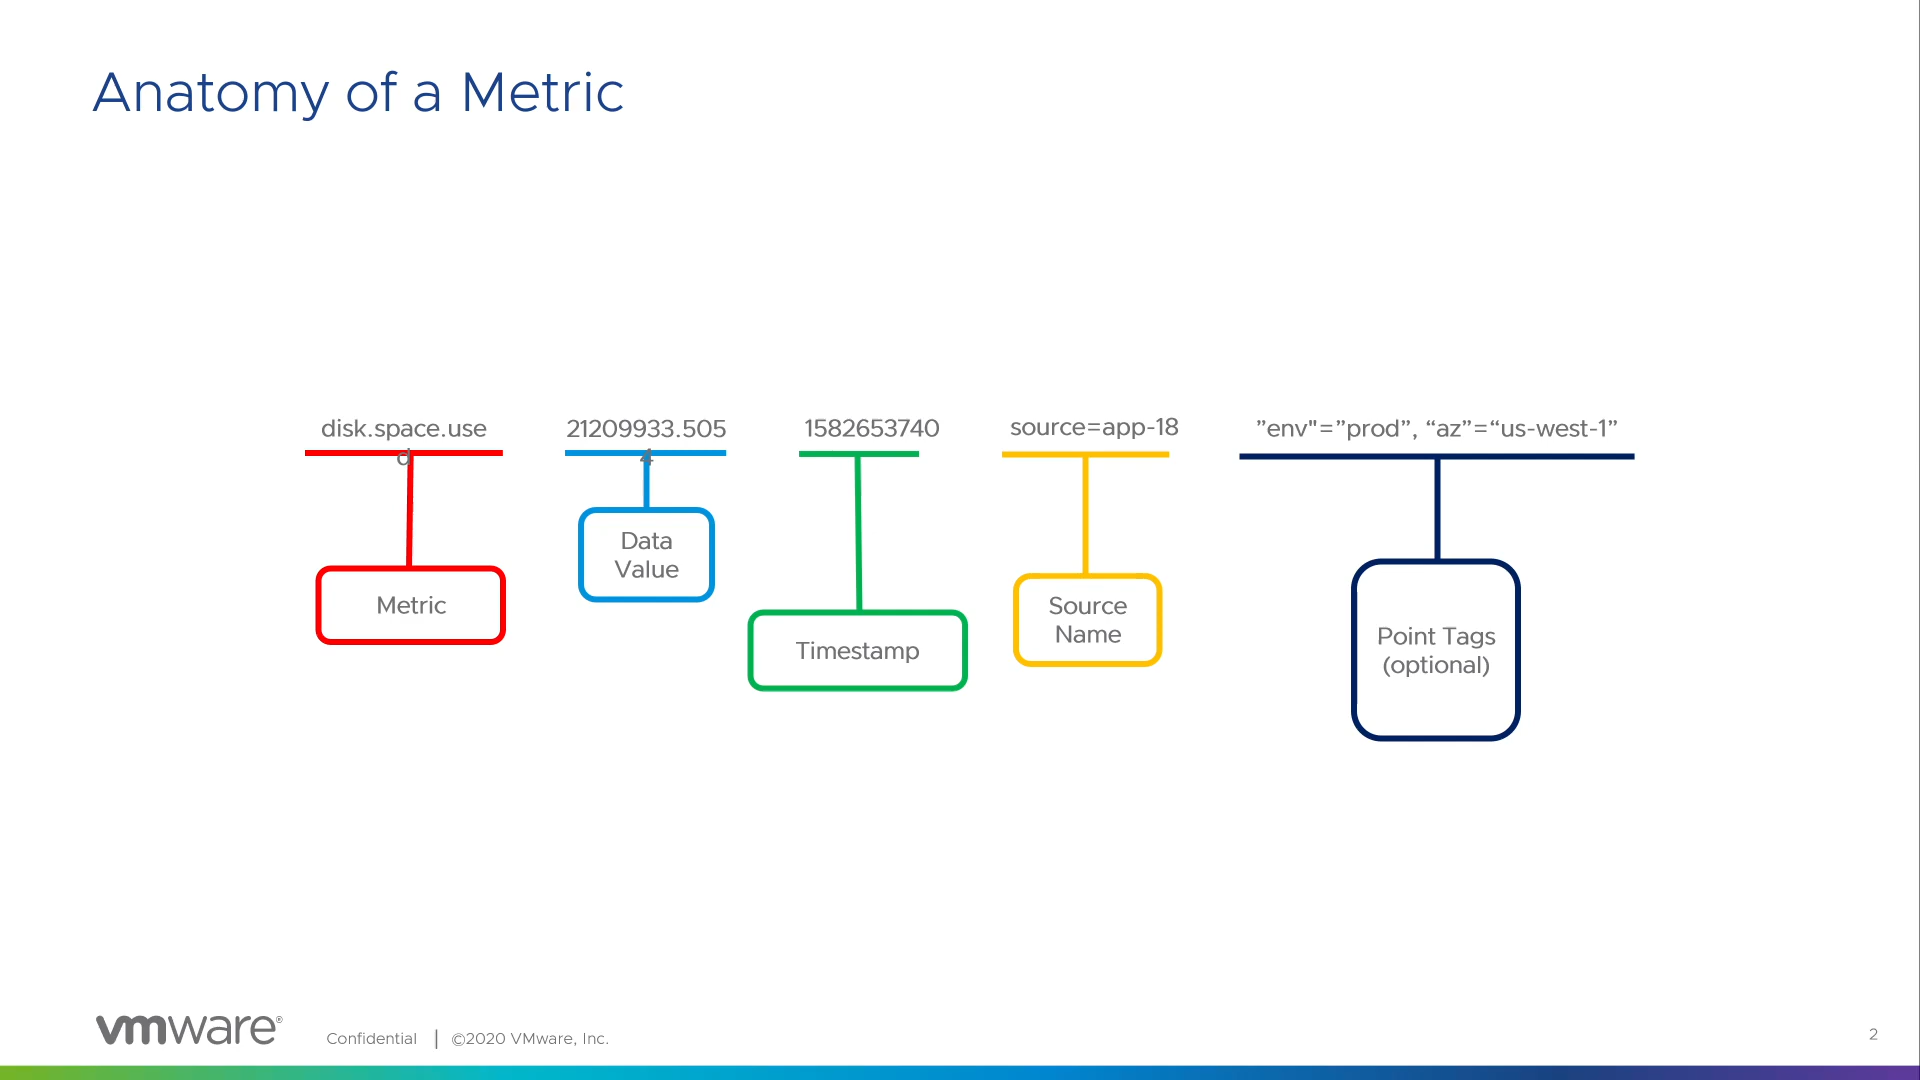 Anatomy of a Metric
disk.space.use
d
21209933.505
4
1582653740
source=app-18
”env"=”prod”, “az”=“us-west-1”
Metric
Data
Value
Timestamp
Source
Name
Point Tags
(optional)
vmware®
Confidential | ©2020 VMware, Inc.
2